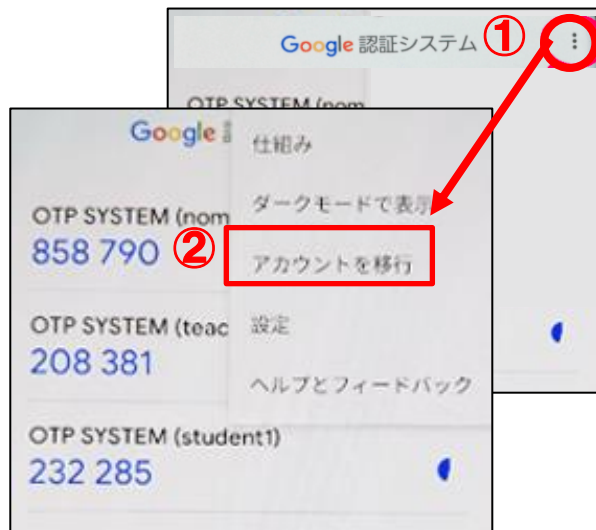 Google 認証システム
①
OTP SYSTEM (nom
Google
仕組み
OTP SYSTEM (nom
ダークモードで表示
858 790
②
アカウントを移行
OTP SYSTEM (teac
設定
208 381
ヘルプとフィードバック
OTP SYSTEM (student1)
232 285